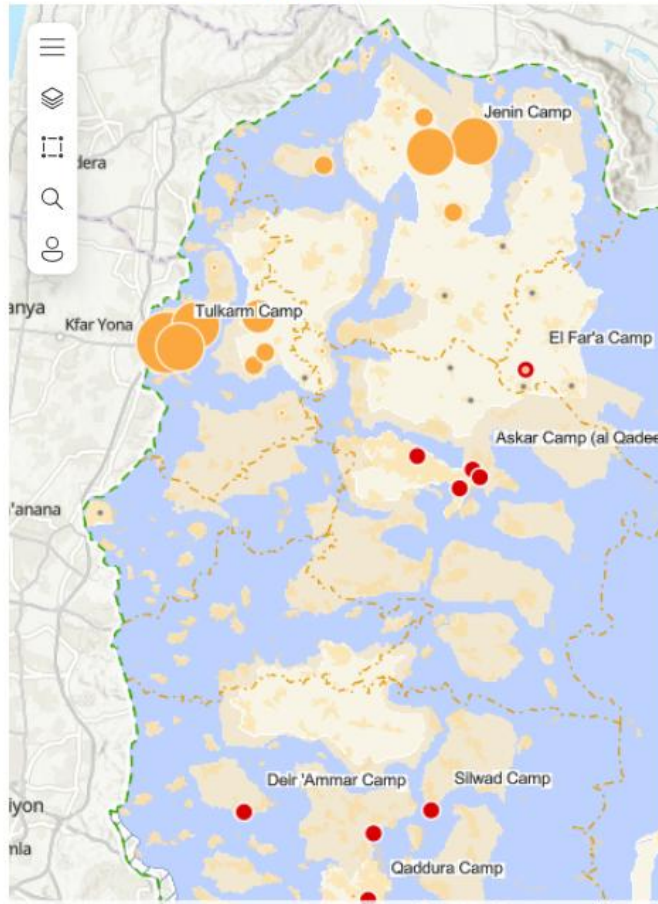 Jenin Camp
dera
Tulkarm Camp
anya
Kfar Yona
El Far'a Camp
Askar Camp (al Qadee
'anana
Deir 'Ammar Camp
Silwad Camp
iyon
mla
Qaddura Camp